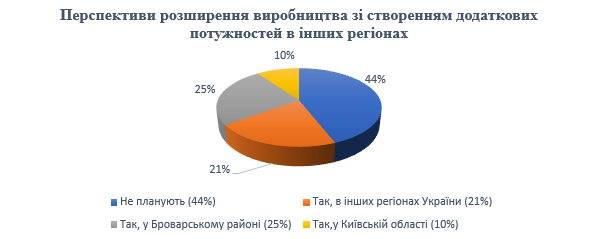 Перспективи розширення виробництва зі створенням додаткових
потужностей в інших регіонах
10%
44%
25%
21%
Не планують (44%)
Так, в інших регіонах України (21%)
Так, у Броварському районі (25%)
Так,у Київській області (10%)